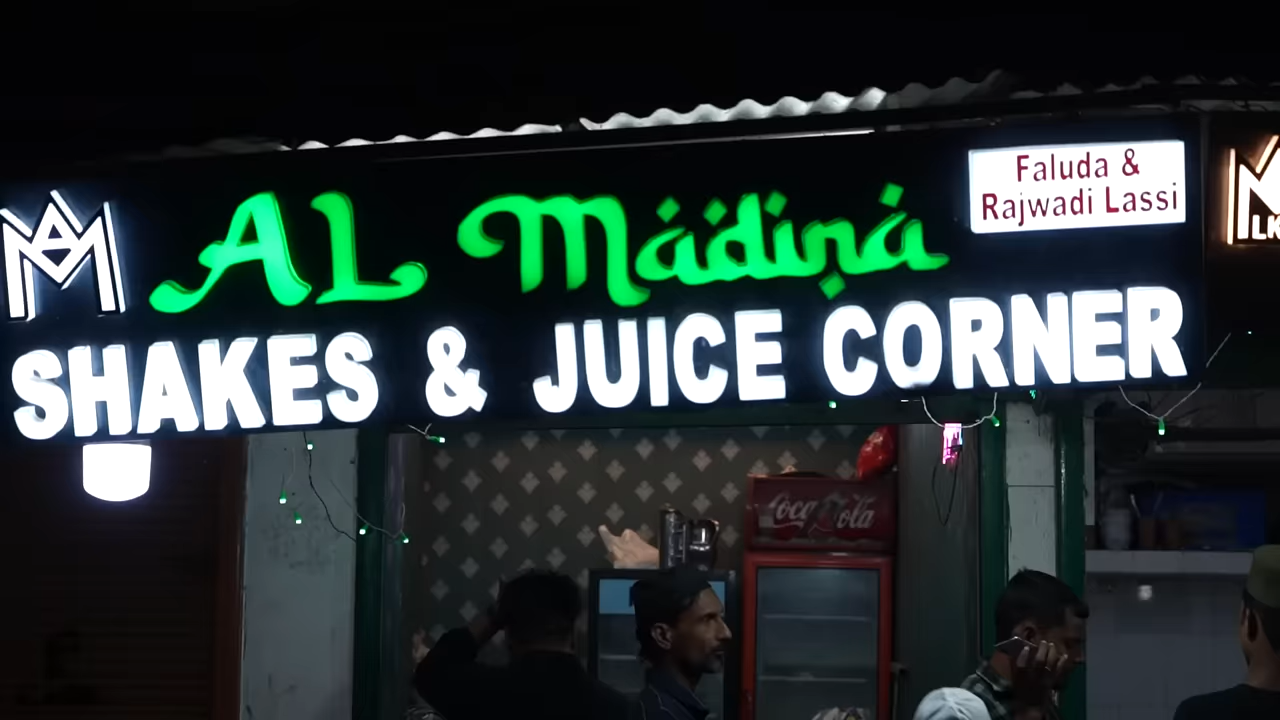 AL Madina
Faluda &
Rajwadi Lassi
SHAKES & JUICE CORNER
Coca Cola